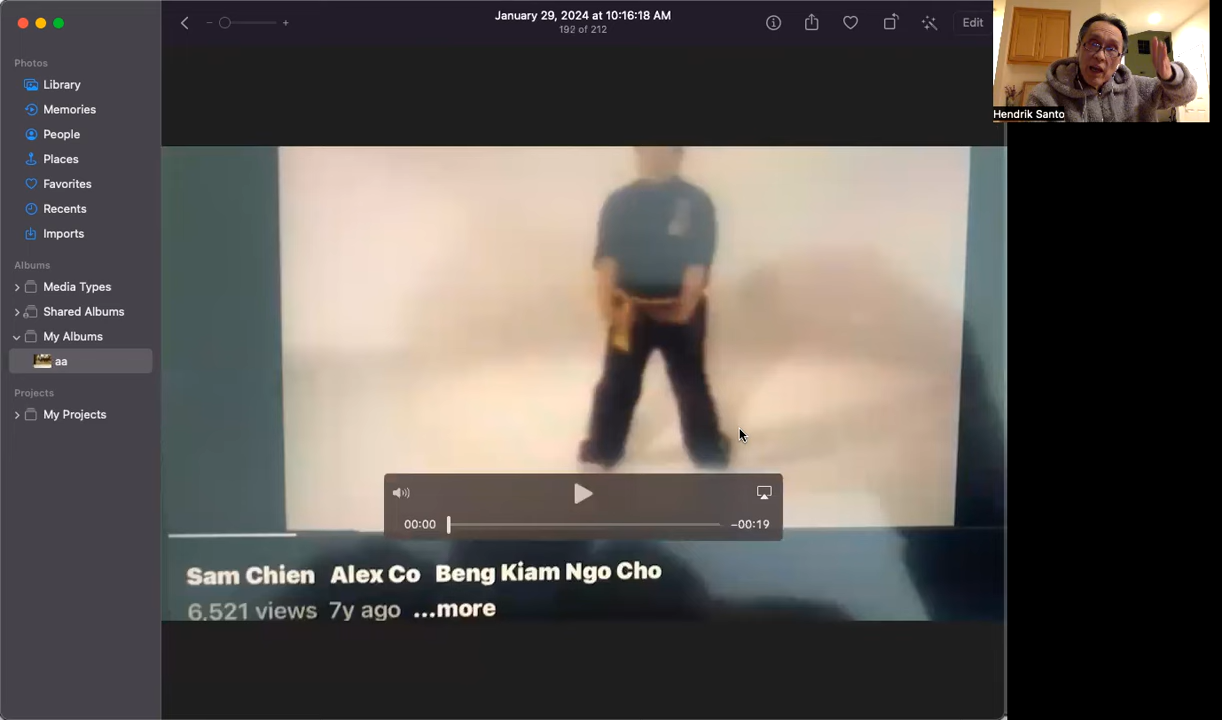 January 29, 2024 at 10:16:18 AM
192 of 212
Edit
Hendrik Santo
Photos
Library
Memories
People
Places
Favorites
Recents
Imports
Albums
Media Types
Shared Albums
My Albums
aa
Projects
My Projects
00:00
−00:19
Sam Chien Alex Co Beng Kiam Ngo Cho
6,521 views 7y ago ...more